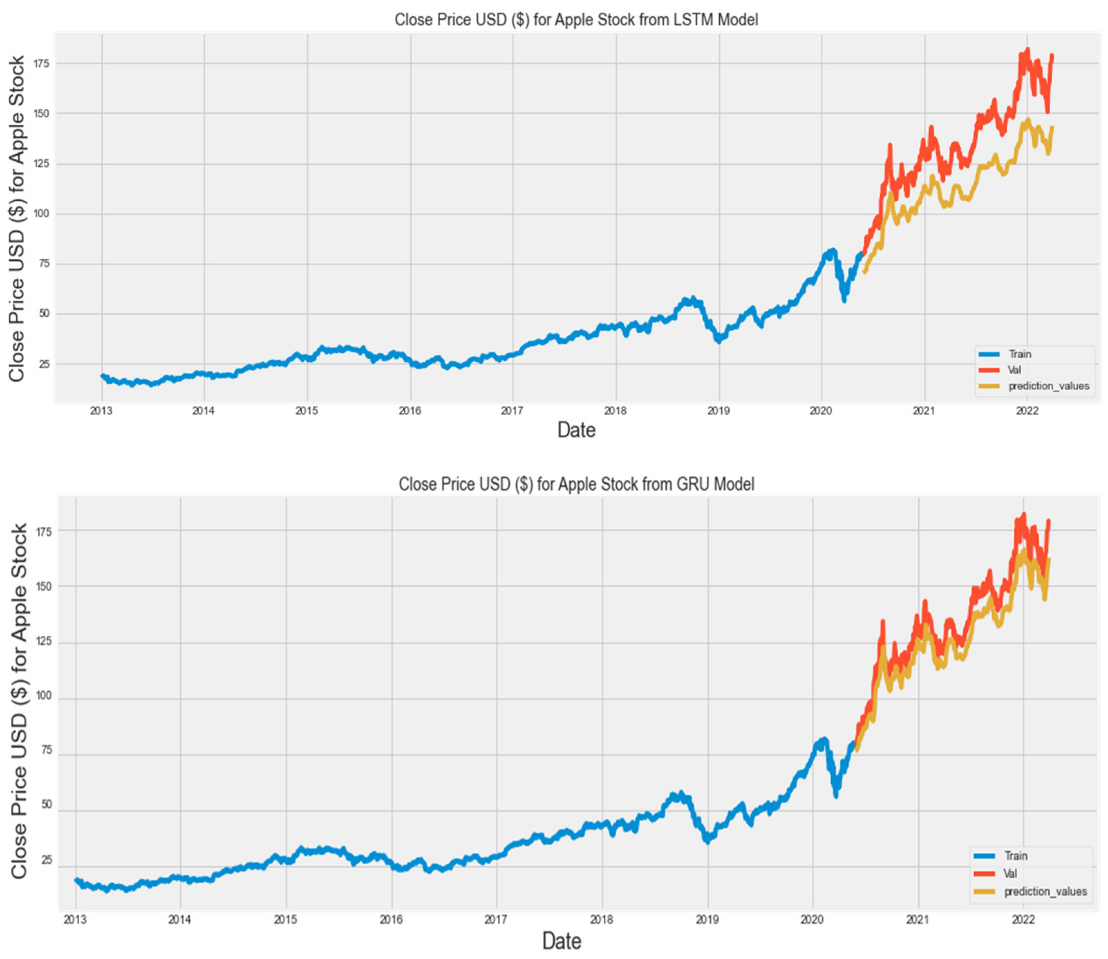 Close Price USD ($) for Apple Stock from LSTM Model
Close Price USD ($) for Apple Stock
175
150
125
100
75
50
25
2013 2014 2015 2016 2017 2018 2019 2020 2021 2022
Date
Train
Val
prediction_values
Close Price USD ($) for Apple Stock from GRU Model
Close Price USD ($) for Apple Stock
175
150
125
100
75
50
25
2013 2014 2015 2016 2017 2018 2019 2020 2021 2022
Date
Train
Val
prediction_values